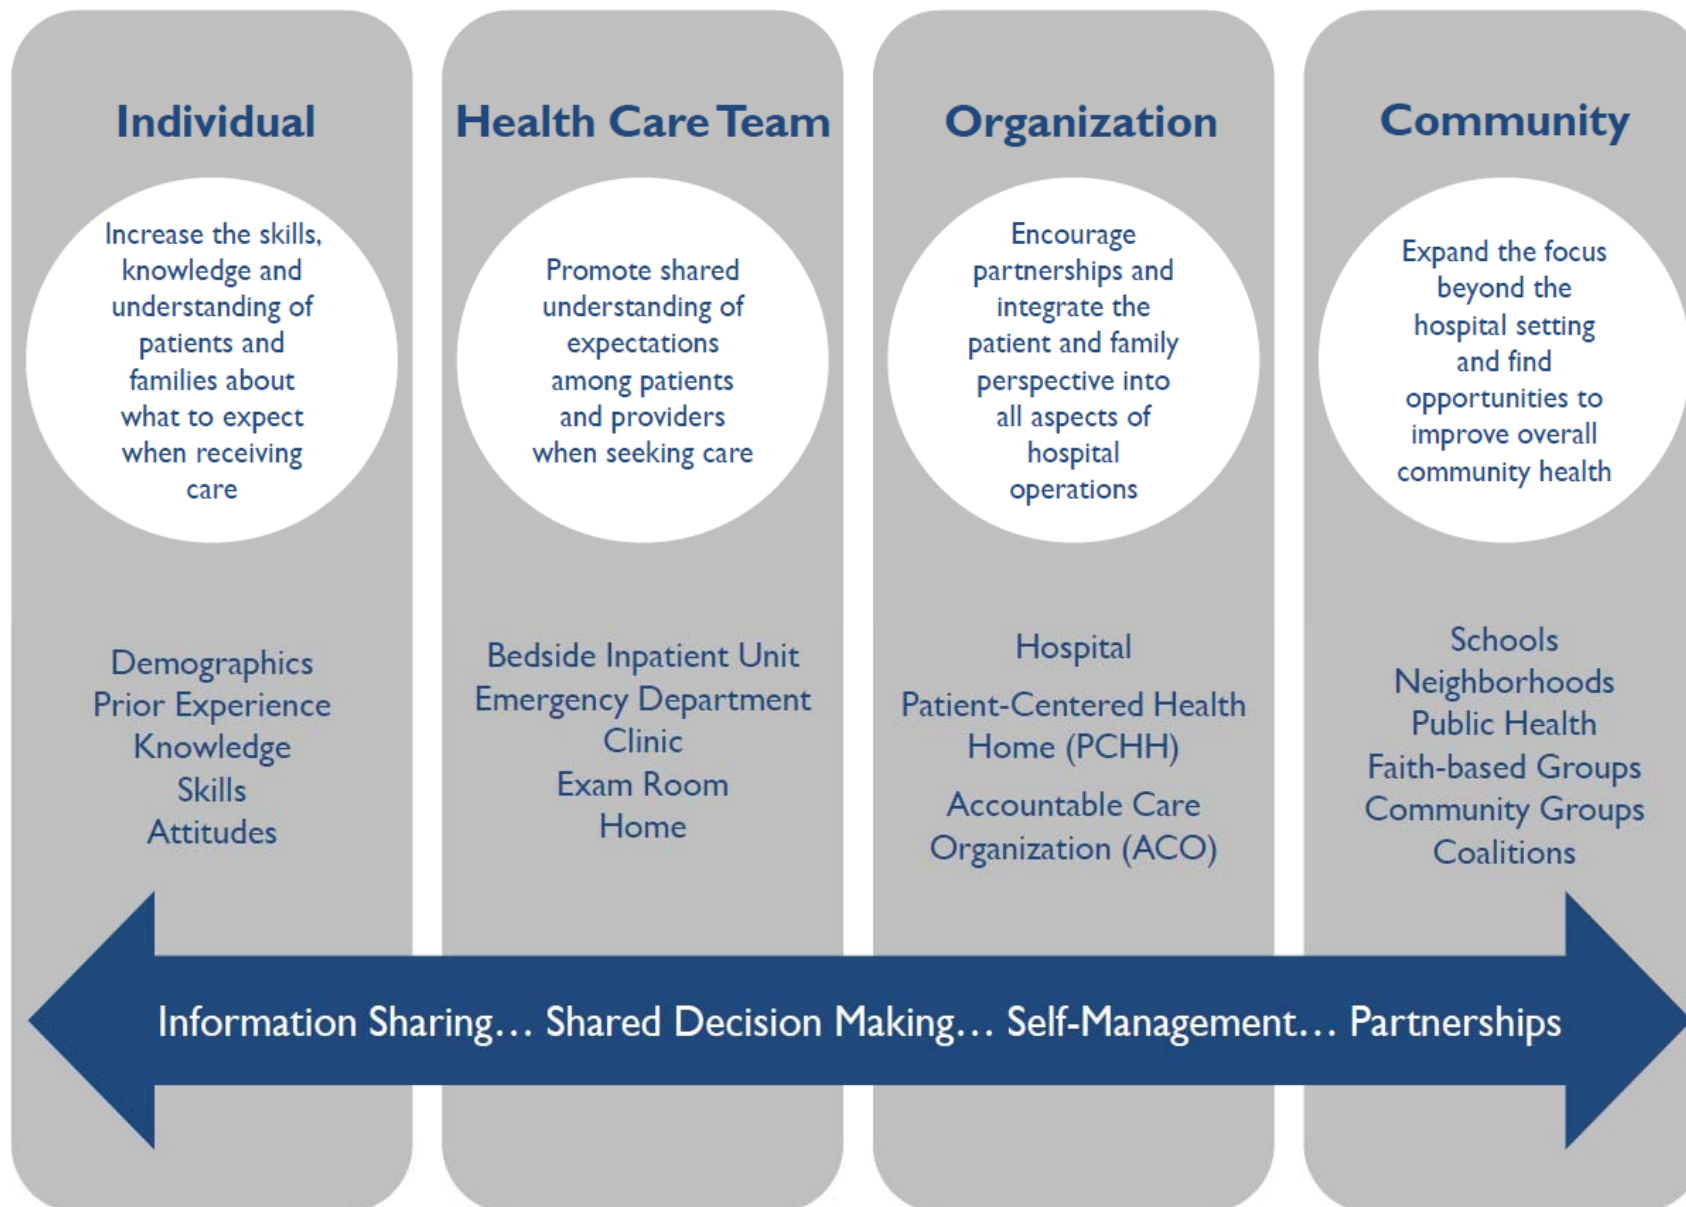 Individual
Increase the skills,
knowledge and
understanding of
patients and
families about
what to expect
when receiving
care
Demographics
Prior Experience
Knowledge
Skills
Attitudes
Health Care Team
Promote shared
understanding of
expectations
among patients
and providers
when seeking care
Bedside Inpatient Unit
Emergency Department
Clinic
Exam Room
Home
Organization
Encourage
partnerships and
integrate the
patient and family
perspective into
all aspects of
hospital
operations
Hospital
Patient-Centered Health
Home (PCHH)
Accountable Care
Organization (ACO)
Community
Expand the focus
beyond the
hospital setting
and find
opportunities to
improve overall
community health
Schools
Neighborhoods
Public Health
Faith-based Groups
Community Groups
Coalitions
Information Sharing… Shared Decision Making… Self-Management… Partnerships